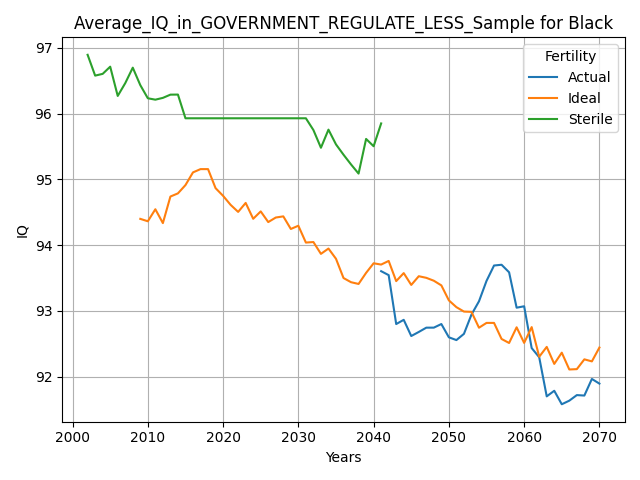 Average_IQ_in_GOVERNMENT_REGULATE_LESS_Sample for Black
Fertility
Actual
Ideal
Sterile
97
96
95
94
93
92
IQ
2000 2010 2020 2030 2040 2050 2060 2070
Years